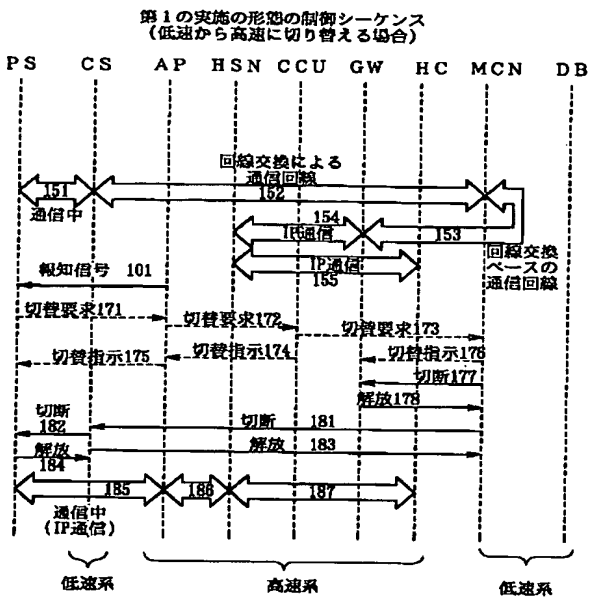 第1の実施の形態の制御シーケンス
(低速から高速に切り替える場合)
PS CS AP HSN CCU GW HC MCN DB
回線交換による
通信回線
151
152
通信中
154
IP通信
153
IP通信
155
回線交換
ベースの
通信回線
報知信号 101
切替要求171
切替要求172
切替要求173
切替指示175
切替指示174
切替指示176
切断177
解放178
切断
182
切断 181
解放
184
解放 183
185
186
187
通信中
(IP通信)
低速系
高速系
低速系